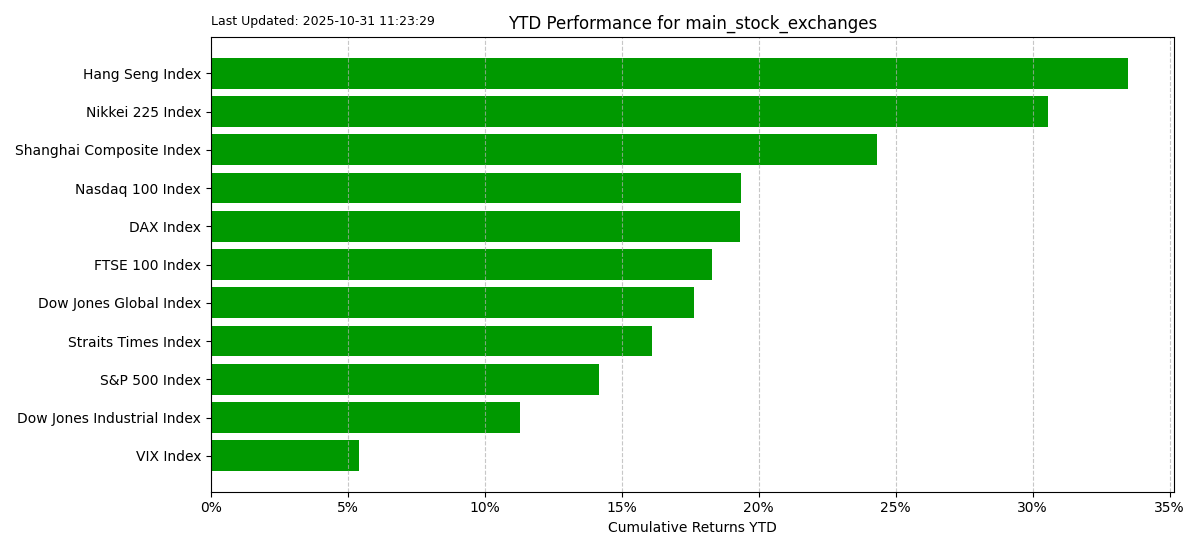 Last Updated: 2025-10-31 11:23:29
YTD Performance for main_stock_exchanges
Hang Seng Index
Nikkei 225 Index
Shanghai Composite Index
Nasdaq 100 Index
DAX Index
FTSE 100 Index
Dow Jones Global Index
Straits Times Index
S&P 500 Index
Dow Jones Industrial Index
VIX Index
0% 5% 10% 15% 20% 25% 30% 35%
Cumulative Returns YTD